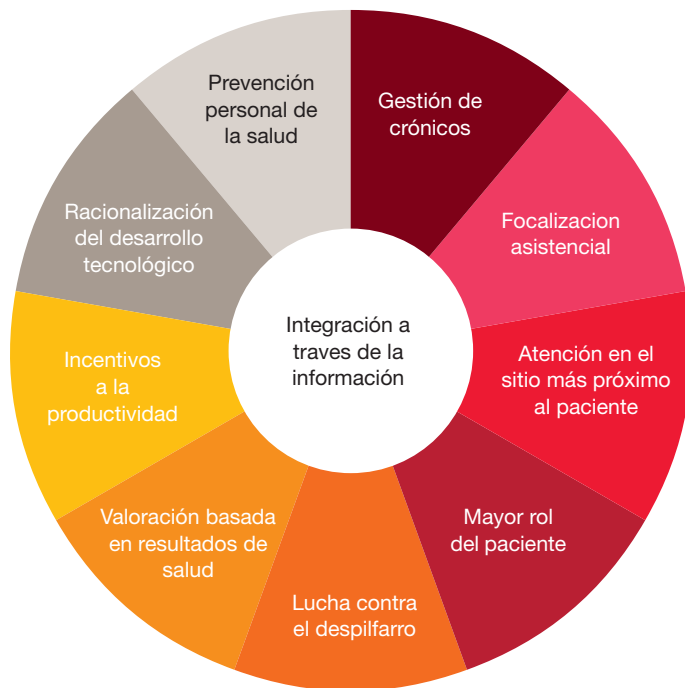 Prevención
personal de
la salud
Gestión de
crónicos
Focalizacion
asistencial
Atención en el
sitio más próximo
al paciente
Mayor rol
del paciente
Lucha contra
el despilfarro
Valoración basada
en resultados de
salud
Incentivos
a la
productividad
Racionalización
del desarrollo
tecnológico
Integración a
traves de la
información